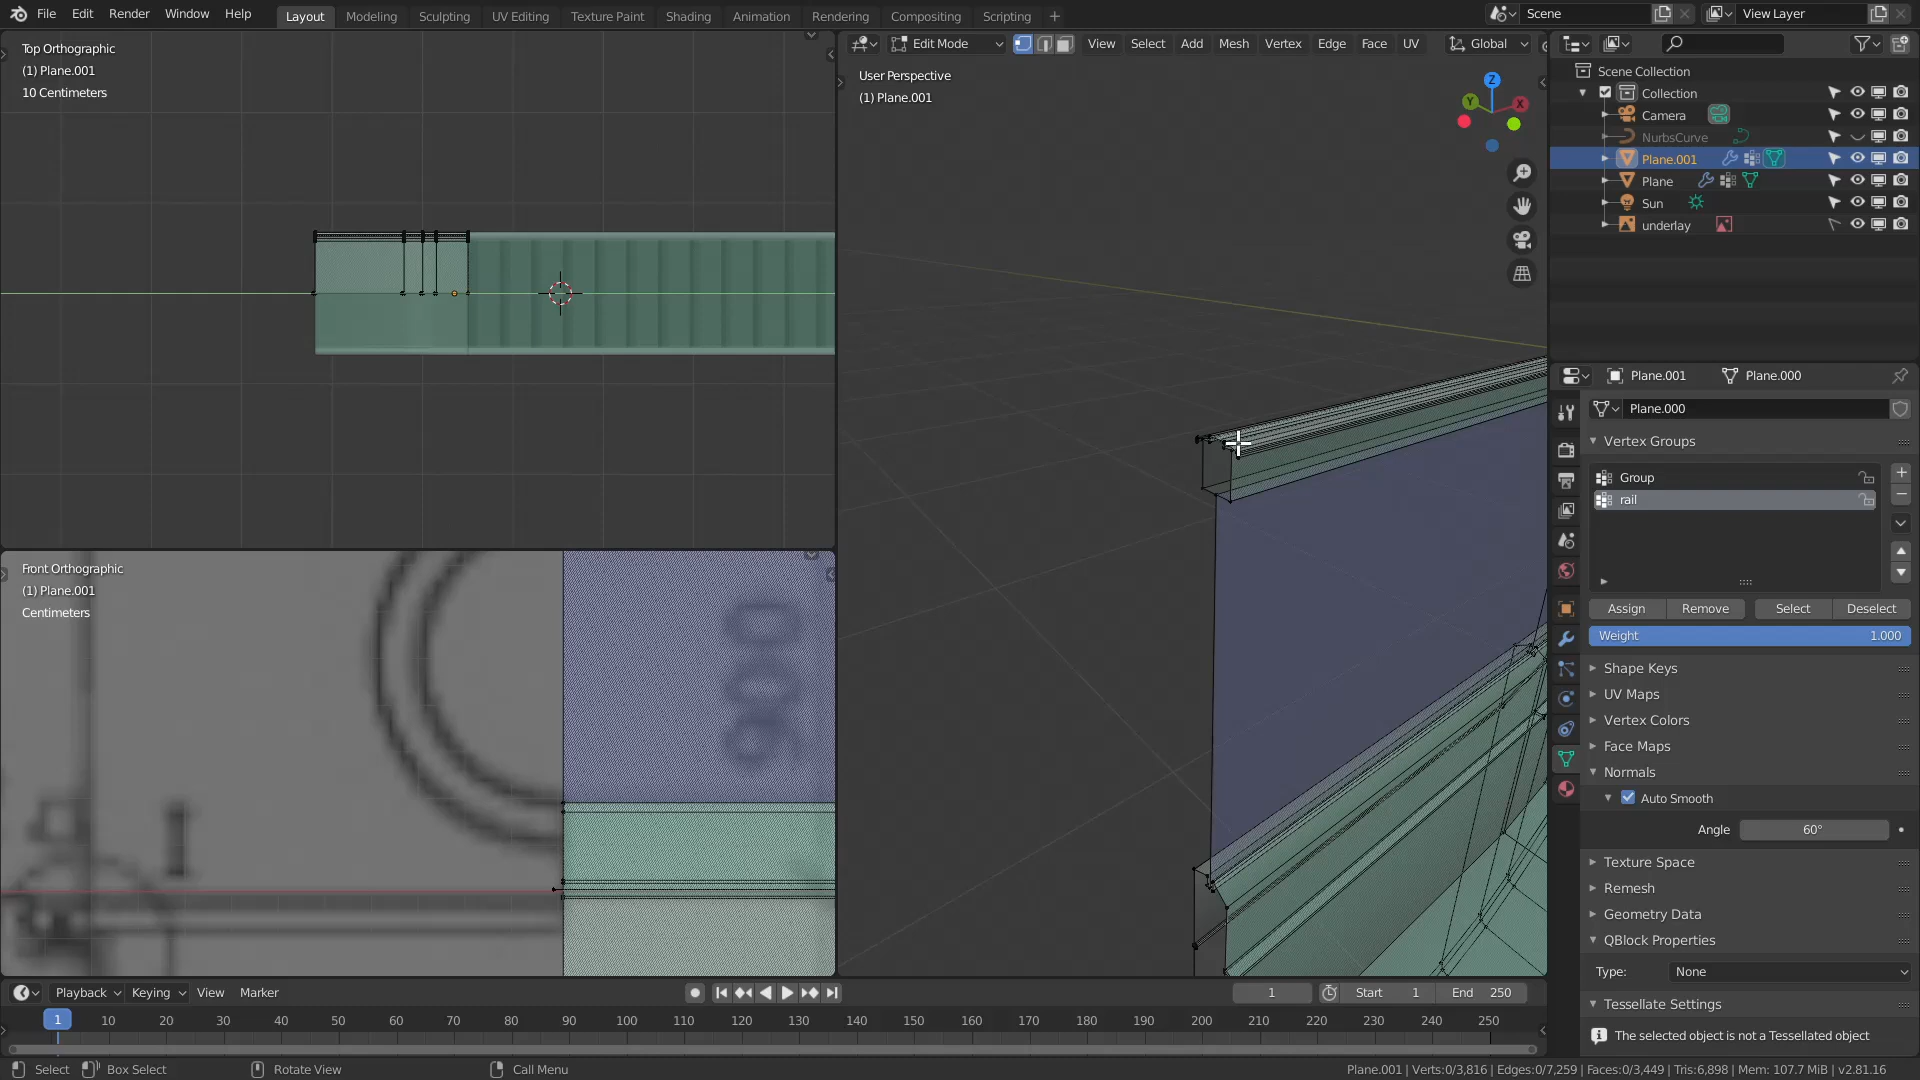 File Edit Render Window Help
Layout Modeling Sculpting UV Editing Texture Paint Shading Animation Rendering Compositing Scripting
Scene
View Layer
Top Orthographic
(1) Plane.001
10 Centimeters
Edit Mode
View Select Add Mesh Vertex Edge Face UV
Global
User Perspective
(1) Plane.001
Z
Y
X
Front Orthographic
(1) Plane.001
Centimeters
Scene Collection
Collection
Camera
NurbsCurve
Plane.001
Plane
Sun
underlay
Plane.001
Plane.000
Plane.000
Vertex Groups
Group
rail
Assign Remove Select Deselect
Weight 1.000
Shape Keys
UV Maps
Vertex Colors
Face Maps
Normals
Auto Smooth
Angle 60°
Texture Space
Remesh
Geometry Data
QBlock Properties
Type: None
Tessellate Settings
The selected object is not a Tessellated object
Playback Keying View Marker
1
Start 1
End 250
1 10 20 30 40 50 60 70 80 90 100 110 120 130 140 150 160 170 180 190 200 210 220 230 240 250
Select Box Select Rotate View Call Menu
Plane.001 | Verts:0/3,816 | Edges:0/7,259 | Faces:0/3,449 | Tris:6,898 | Mem: 107.7 MiB | v2.81.16